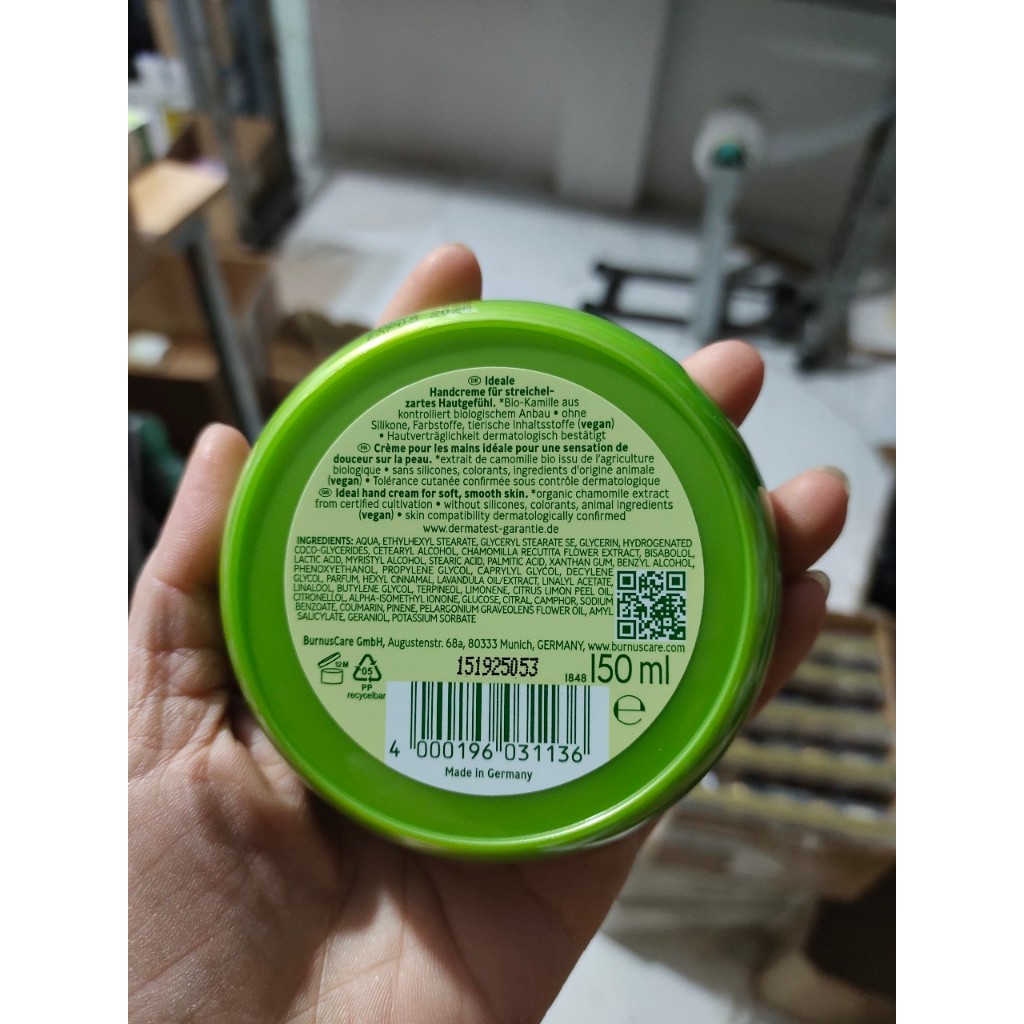 DE Ideale
Handcreme für streichel-
zartes Hautgefühl. *Bio-Kamille aus
kontrolliert biologischem Anbau • ohne
Silikone, Farbstoffe, tierische Inhaltsstoffe (vegan)
• Hautverträglichkeit dermatologisch bestätigt
FR Crème pour les mains idéale pour une sensation de
douceur sur la peau. *extrait de camomille bio issu de l'agriculture
biologique • sans silicones, colorants, ingredients d'origine animale
(vegan) • Tolérance cutanée confirmée sous contrôle dermatologique
GB Ideal hand cream for soft, smooth skin. *organic chamomile extract
from certified cultivation • without silicones, colorants, animal ingredients
(vegan) • skin compatibility dermatologically confirmed
www.dermatest-garantie.de
INGREDIENTS: AQUA, ETHYLHEXYL STEARATE, GLYCERYL STEARATE SE, GLYCERIN, HYDROGENATED
COCO-GLYCERIDES, CETEARYL ALCOHOL, CHAMOMILLA RECUTITA FLOWER EXTRACT, BISABOLOL,
LACTIC ACID, MYRISTYL ALCOHOL, STEARIC ACID, PALMITIC ACID, XANTHAN GUM, BENZYL ALCOHOL,
PHENOXYETHANOL, PROPYLENE GLYCOL, CAPRYLYL GLYCOL, DECYLENE
GLYCOL, PARFUM, HEXYL CINNAMAL, LAVANDULA OIL/EXTRACT, LINALYL ACETATE,
LINALOOL, BUTYLENE GLYCOL, TERPINEOL, LIMONENE, CITRUS LIMON PEEL OIL,
CITRONELLOL, ALPHA-ISOMETHYL IONONE, GLUCOSE, CITRAL, CAMPHOR, SODIUM
BENZOATE, COUMARIN, PINENE, PELARGONIUM GRAVEOLENS FLOWER OIL, AMYL
SALICYLATE, GERANIOL, POTASSIUM SORBATE
BurnusCare GmbH, Augustenstr. 68a, 80333 Munich, GERMANY, www.burnuscare.com
12M
05
PP
recyclebar
151925053
1848 150 ml
e
4 000196 031136
Made in Germany